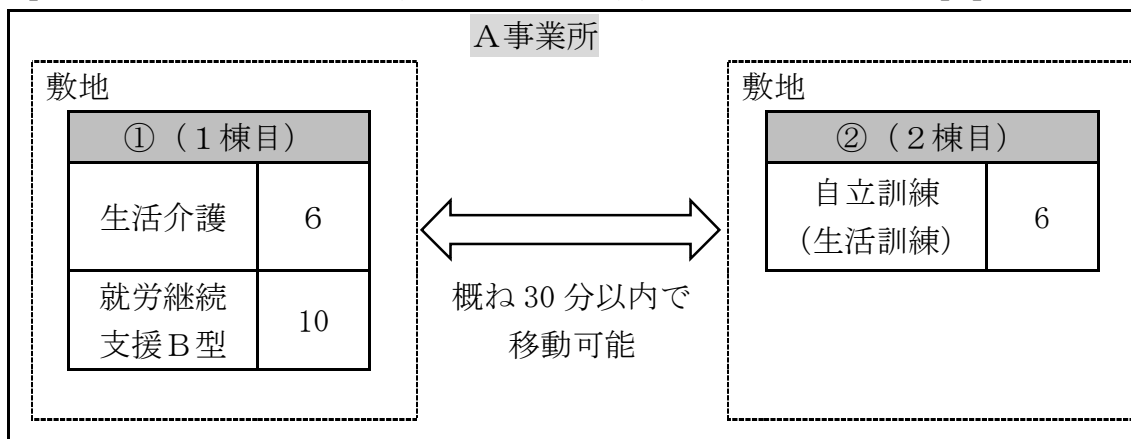 A事業所
敷地
①（1棟目）
生活介護 6
就労継続
支援B型 10
概ね30分以内で
移動可能
敷地
②（2棟目）
自立訓練
（生活訓練） 6